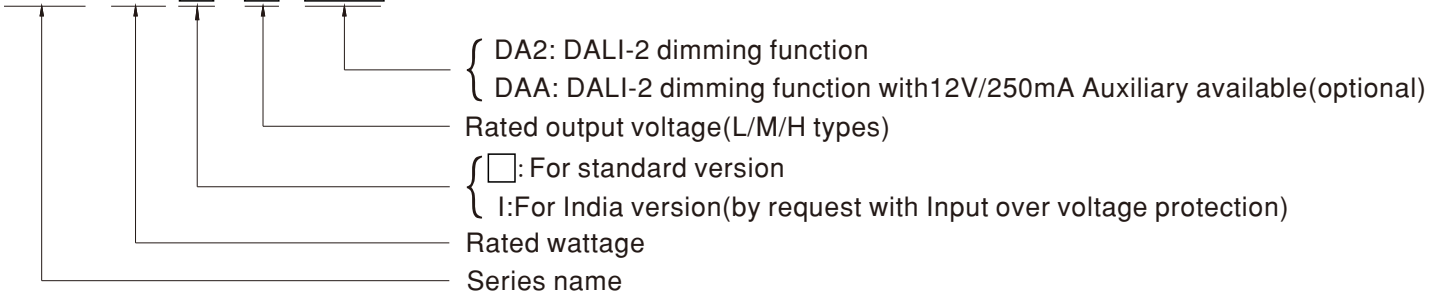 DA2: DALI-2 dimming function
DAA: DALI-2 dimming function with12V/250mA Auxiliary available(optional)
Rated output voltage(L/M/H types)
: For standard version
I:For India version(by request with Input over voltage protection)
Rated wattage
Series name